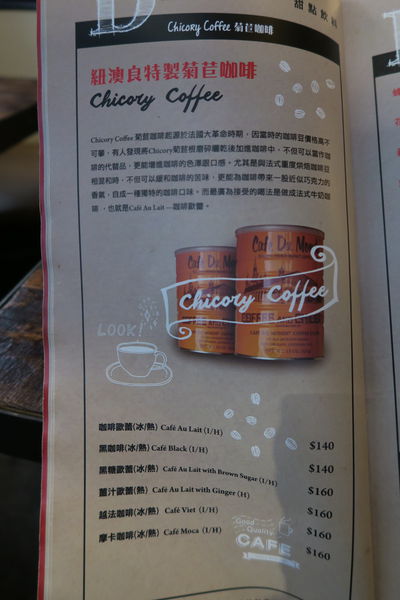 D
甜點飲料
Chicory Coffee 菊苣咖啡
紐澳良特製菊苣咖啡
Chicory Coffee
Chicory Coffee 菊苣咖啡起源於法國大革命時期，因當時的咖啡豆價格高不
可攀，有人發現將Chicory菊苣根磨碎曬乾後加進咖啡中，不但可以當作咖
啡的代替品，更能增進咖啡的色澤跟口感。尤其是與法式重度烘焙咖啡豆
相混和時，不但可以緩和咖啡的苦味，更能為咖啡帶來一股近似巧克力的
香氣，自成一種獨特的咖啡口味。而最廣為接受的喝法是做成法式牛奶咖
啡，也就是Café Au Lait —咖啡歐蕾。
Cafe Du Mon
Chicory Coffee
LOOK!
咖啡歐蕾(冰/熱) Café Au Lait (I/H) $140
黑咖啡(冰/熱) Café Black (I/H) $140
黑糖歐蕾(冰/熱) Café Au Lait with Brown Sugar (I/H) $160
薑汁歐蕾(熱) Café Au Lait with Ginger (H) $160
越法咖啡(冰/熱) Café Viet (I/H) $160
摩卡咖啡(冰/熱) Café Moca (I/H) $160
Good Quality
CAFE